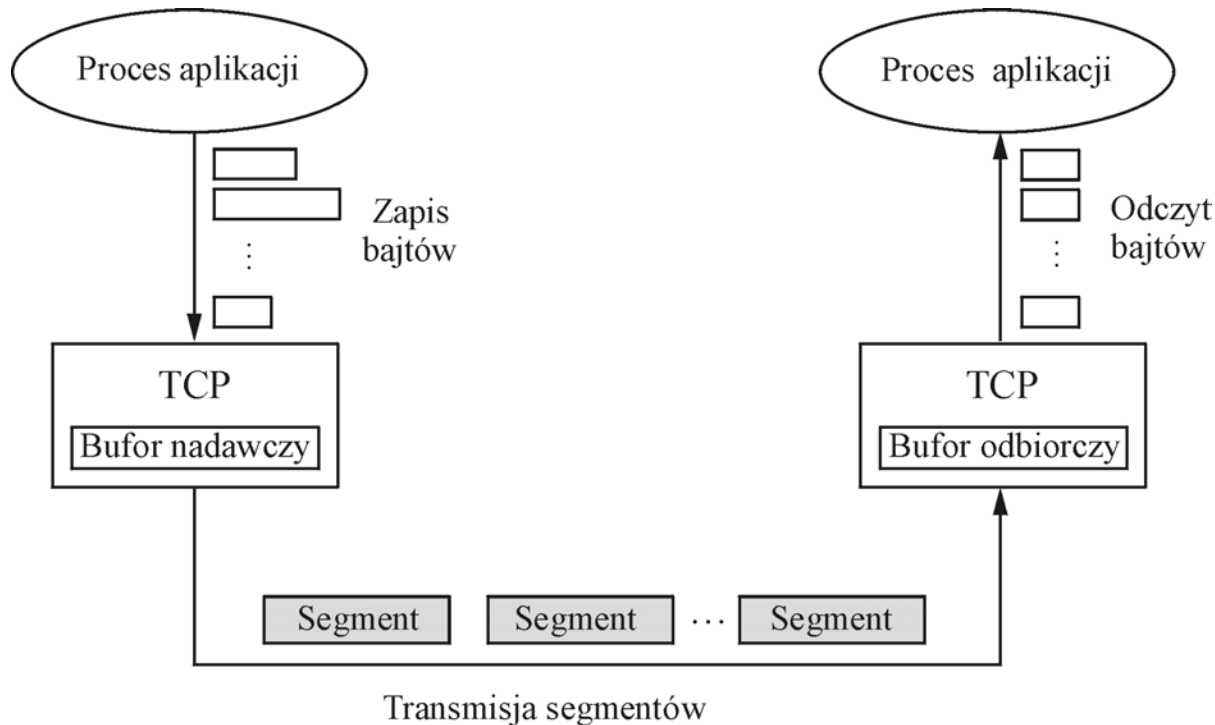 Proces aplikacji
Proces aplikacji
Zapis
bajtów
Odczyt
bajtów
TCP
Bufor nadawczy
TCP
Bufor odbiorczy
Segment
Segment
...
Segment
Transmisja segmentów